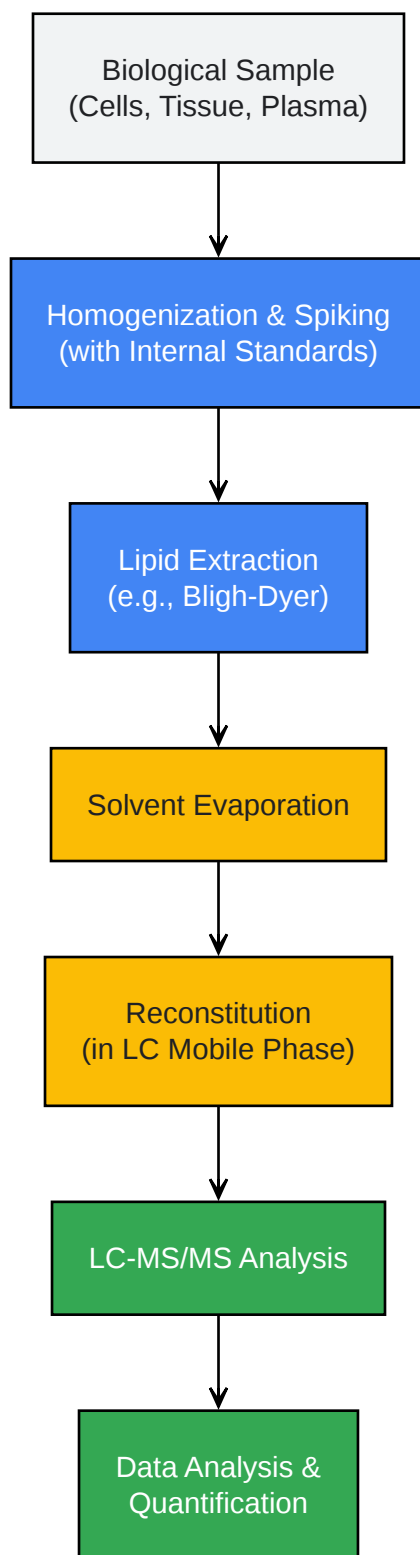 Biological Sample
(Cells, Tissue, Plasma)
Homogenization & Spiking
(with Internal Standards)
Lipid Extraction
(e.g., Bligh-Dyer)
Solvent Evaporation
Reconstitution
(in LC Mobile Phase)
LC-MS/MS Analysis
Data Analysis &
Quantification